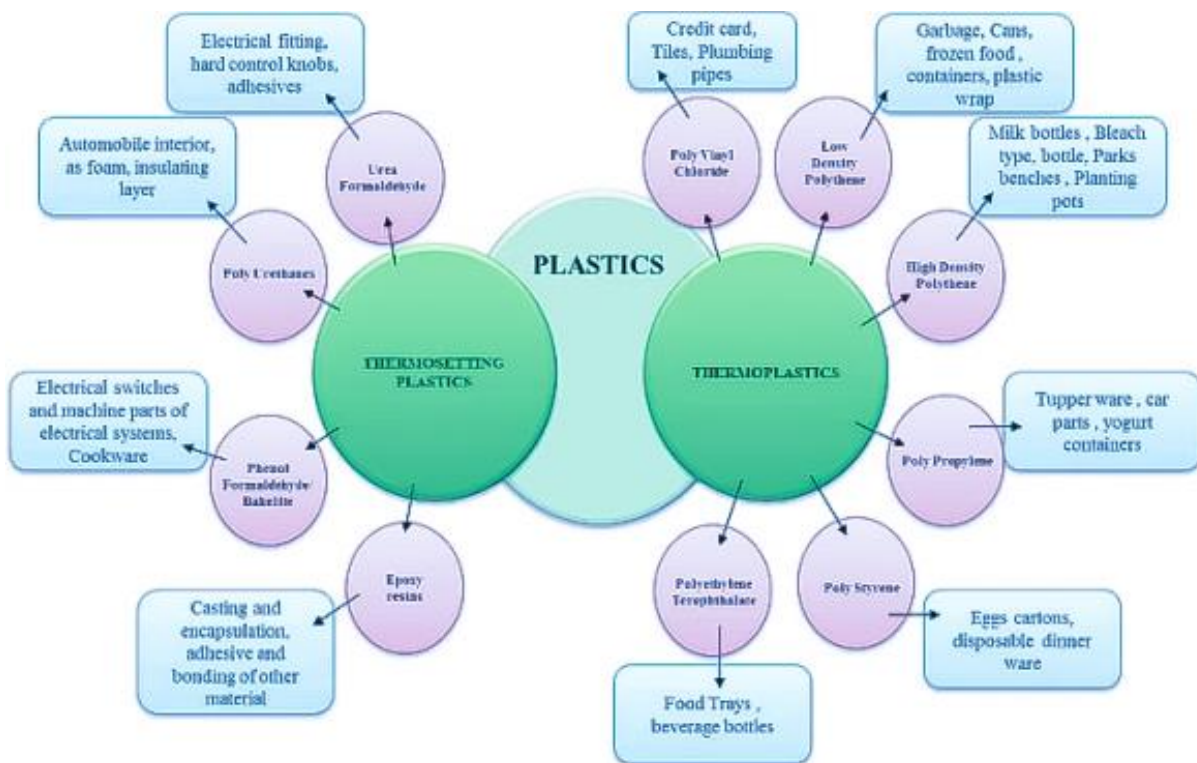 PLASTICS
THERMOSETTING
PLASTICS
Urea
Formaldehyde
Electrical fitting,
hard control knobs,
adhesives
Poly Urethanes
Automobile interior,
as foam, insulating
layer
Phenol
Formaldehyde/
Bakelite
Electrical switches
and machine parts of
electrical systems,
Cookware
Epoxy
resins
Casting and
encapsulation,
adhesive and
bonding of other
material
THERMOPLASTICS
Poly Vinyl
Chloride
Credit card,
Tiles, Plumbing
pipes
Low
Density
Polythene
Garbage, Cans,
frozen food ,
containers, plastic
wrap
High Density
Polythene
Milk bottles , Bleach
type, bottle, Parks
benches , Planting
pots
Poly Propylene
Tupper ware , car
parts , yogurt
containers
Poly Styrene
Eggs cartons,
disposable dinner
ware
Polyethylene
Terephthalate
Food Trays ,
beverage bottles